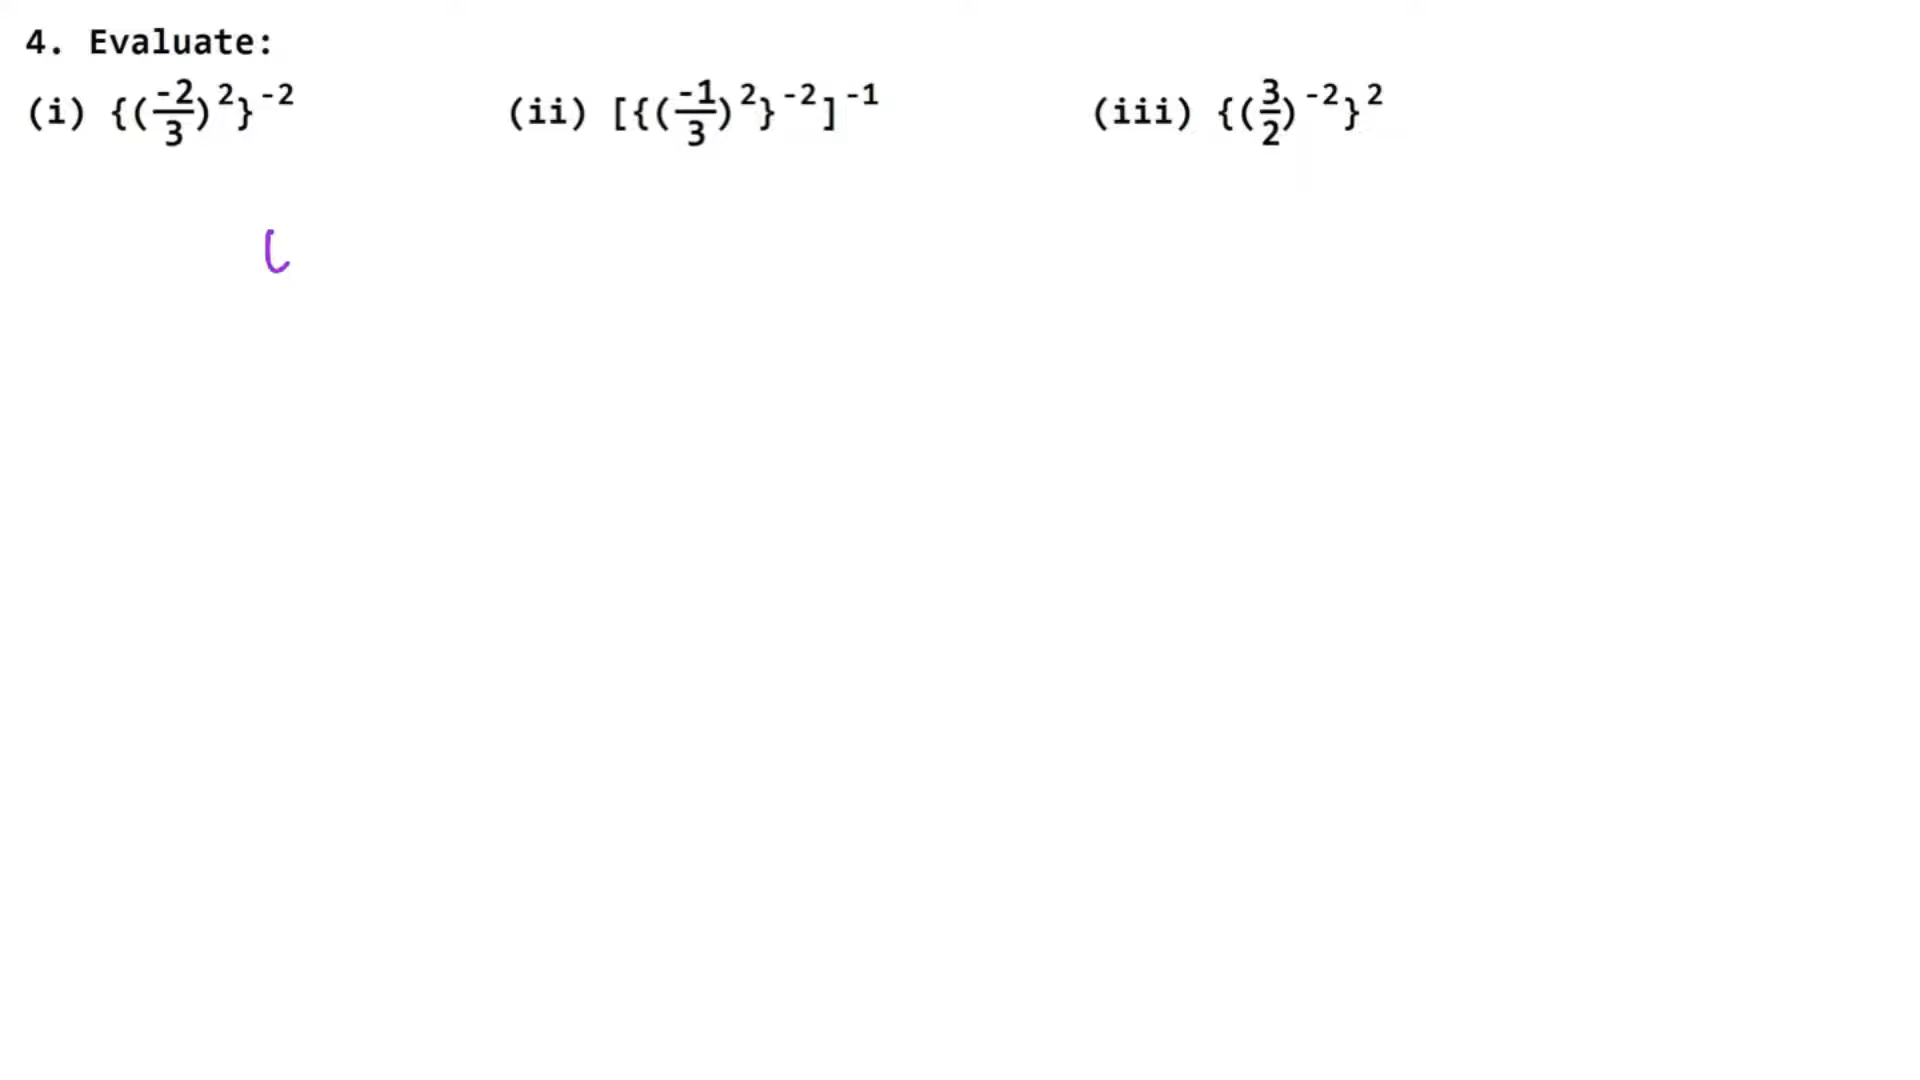 4. Evaluate:
(i) {(-2/3)^2}^-2 (ii) [{(-1/3)^2}^-2]^-1 (iii) {(3/2)^-2}^2